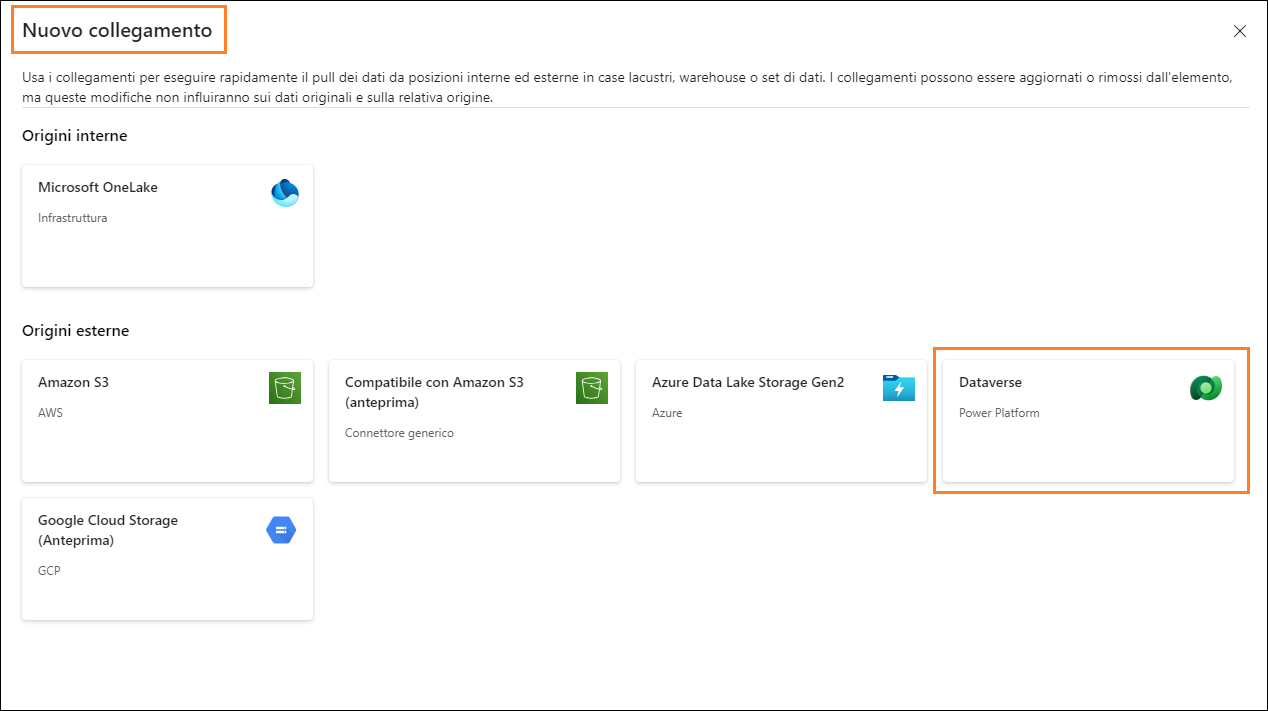 Nuovo collegamento
Usa i collegamenti per eseguire rapidamente il pull dei dati da posizioni interne ed esterne in case lacustri, warehouse o set di dati. I collegamenti possono essere aggiornati o rimossi dall'elemento,
ma queste modifiche non influiranno sui dati originali e sulla relativa origine.
Origini interne
Microsoft OneLake
Infrastruttura
Origini esterne
Amazon S3
AWS
Compatibile con Amazon S3
(anteprima)
Connettore generico
Azure Data Lake Storage Gen2
Azure
Dataverse
Power Platform
Google Cloud Storage
(Anteprima)
GCP